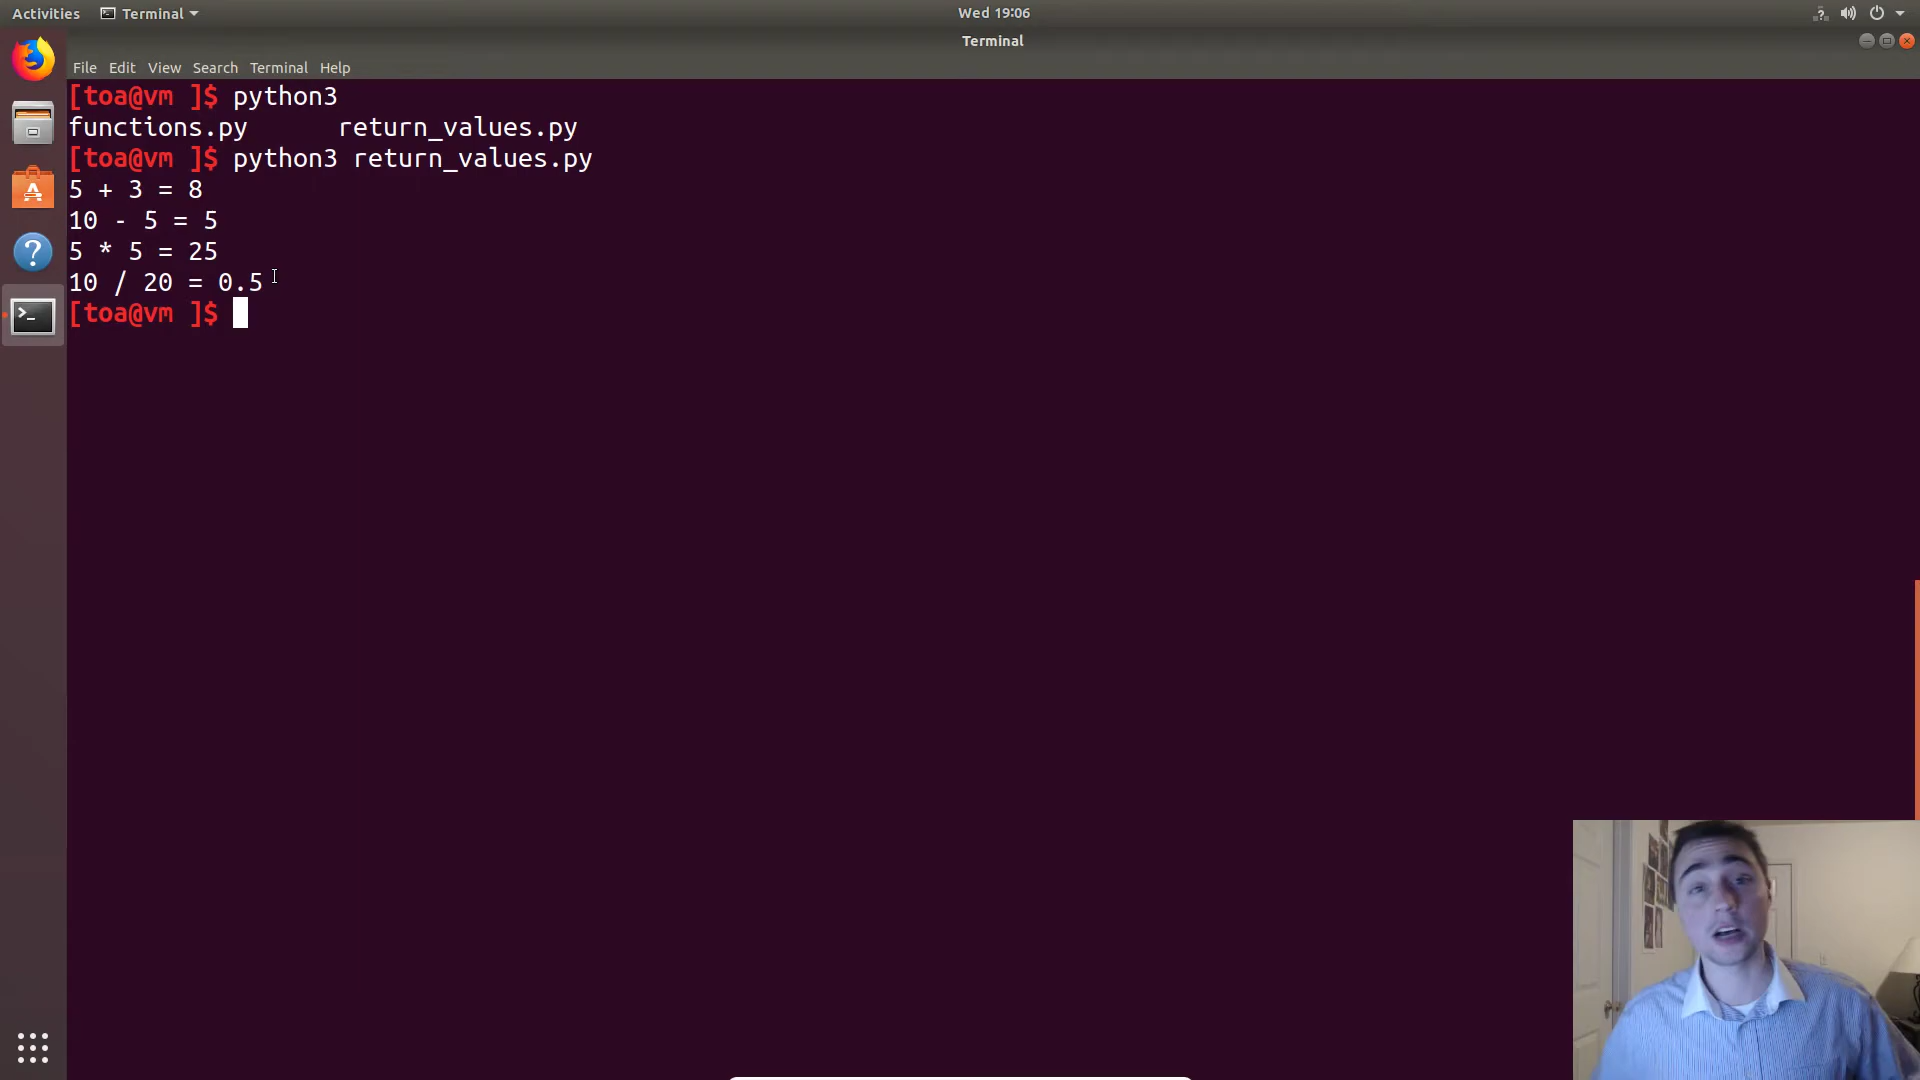 Activities Terminal Wed 19:06
Terminal
File Edit View Search Terminal Help
[toa@vm ]$ python3
functions.py return_values.py
[toa@vm ]$ python3 return_values.py
5 + 3 = 8
10 - 5 = 5
5 * 5 = 25
10 / 20 = 0.5
[toa@vm ]$